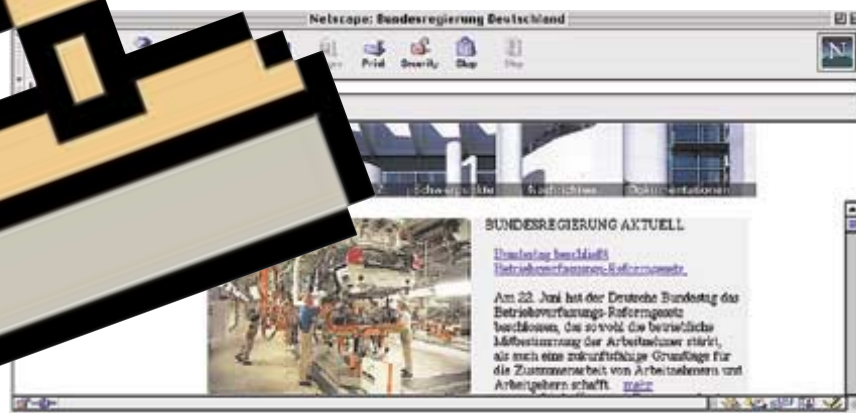 Netscape: Bundesregierung Deutschland
Print Security Shop Stop
N
Schwerpunkte Nachrichten Dokumentationen
BUNDESREGIERUNG AKTUELL
Bundestag beschließt
Betriebsverfassungs-Reformgesetz
Am 22. Juni hat der Deutsche Bundestag das
Betriebsverfassungs-Reformgesetz
beschlossen, das sowohl die betriebliche
Mitbestimmung der Arbeitnehmer stärkt,
als auch eine zukunftsfähige Grundlage für
die Zusammenarbeit von Arbeitnehmern und
Arbeitgebern schafft. mehr